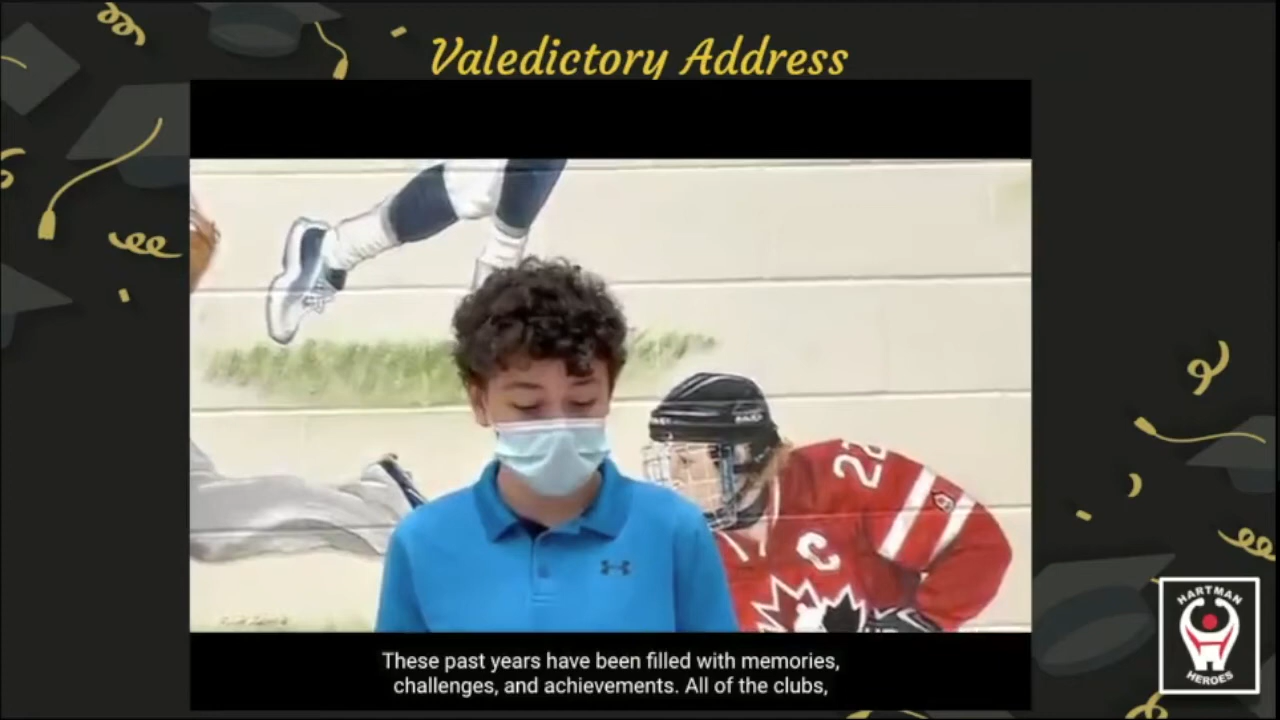 Valedictory Address
22
C
These past years have been filled with memories,
challenges, and achievements. All of the clubs,
HARTMAN
HEROES